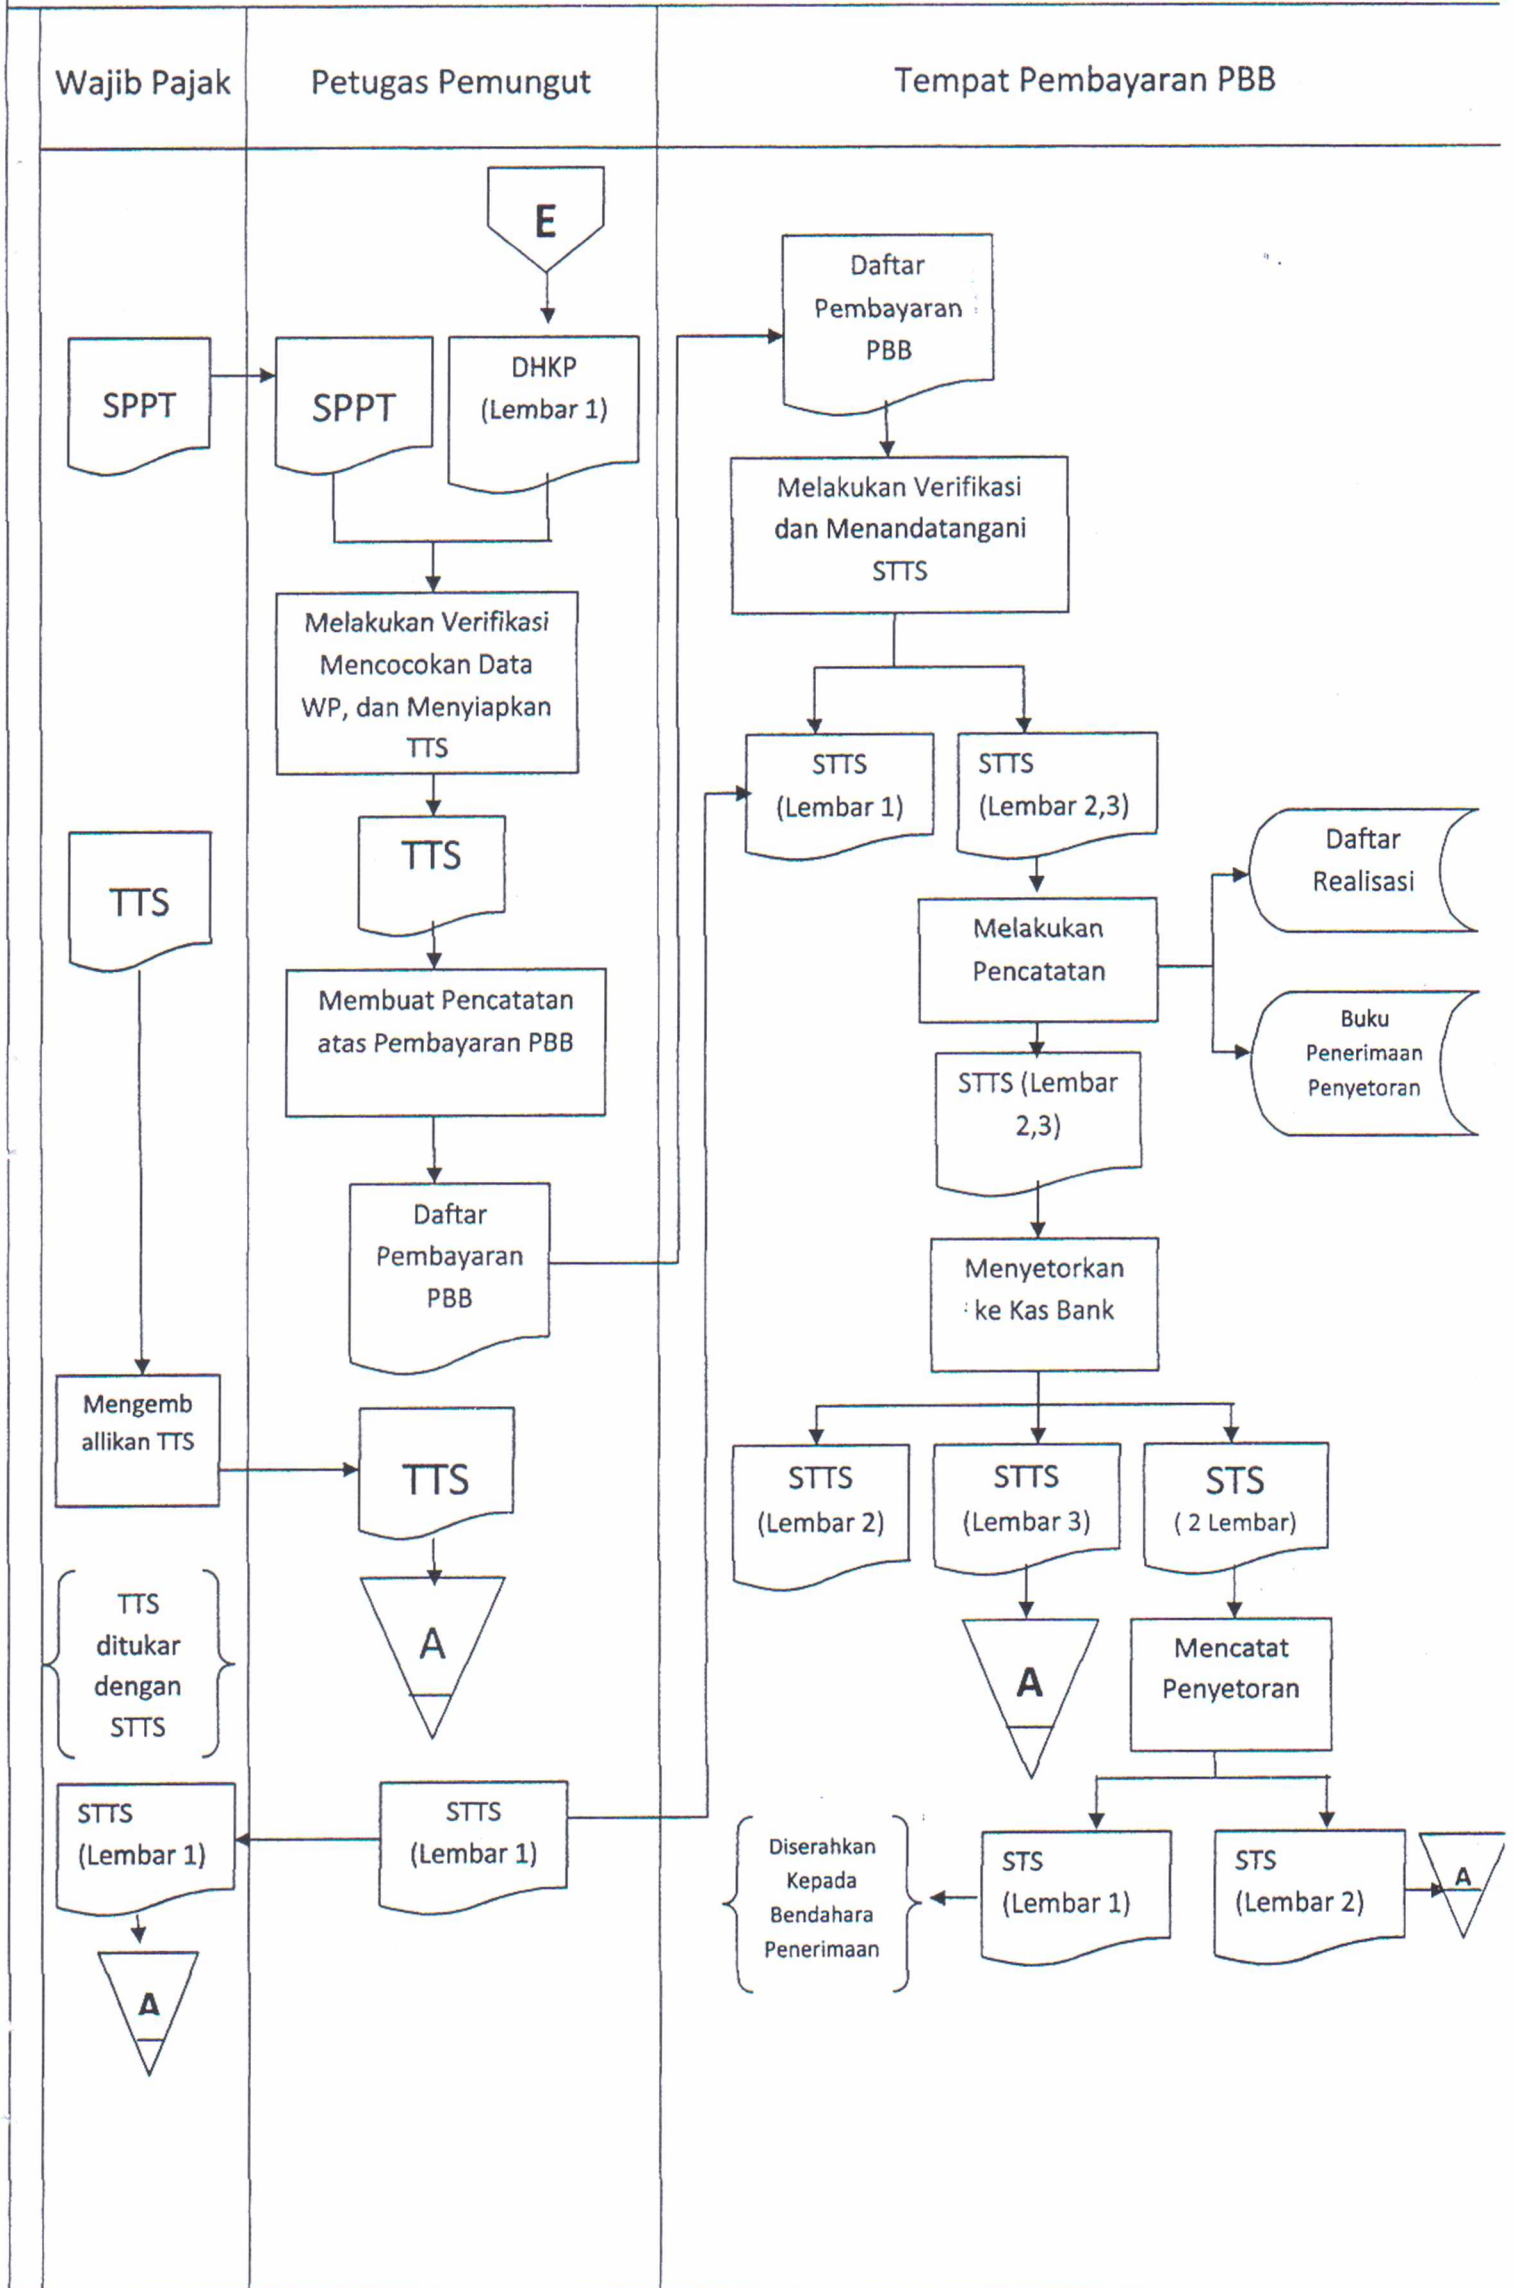 Wajib Pajak
Petugas Pemungut
Tempat Pembayaran PBB
E
SPPT
SPPT
DHKP
(Lembar 1)
Melakukan Verifikasi
Mencocokan Data
WP, dan Menyiapkan
TTS
TTS
TTS
Membuat Pencatatan
atas Pembayaran PBB
Daftar
Pembayaran
PBB
Mengemb
allikan TTS
TTS
A
TTS
ditukar
dengan
STTS
STTS
(Lembar 1)
STTS
(Lembar 1)
A
Daftar
Pembayaran
PBB
Melakukan Verifikasi
dan Menandatangani
STTS
STTS
(Lembar 1)
STTS
(Lembar 2,3)
Melakukan
Pencatatan
Daftar
Realisasi
Buku
Penerimaan
Penyetoran
STTS (Lembar
2,3)
Menyetorkan
ke Kas Bank
STTS
(Lembar 2)
STTS
(Lembar 3)
STS
( 2 Lembar)
A
Mencatat
Penyetoran
Diserahkan
Kepada
Bendahara
Penerimaan
STS
(Lembar 1)
STS
(Lembar 2)
A